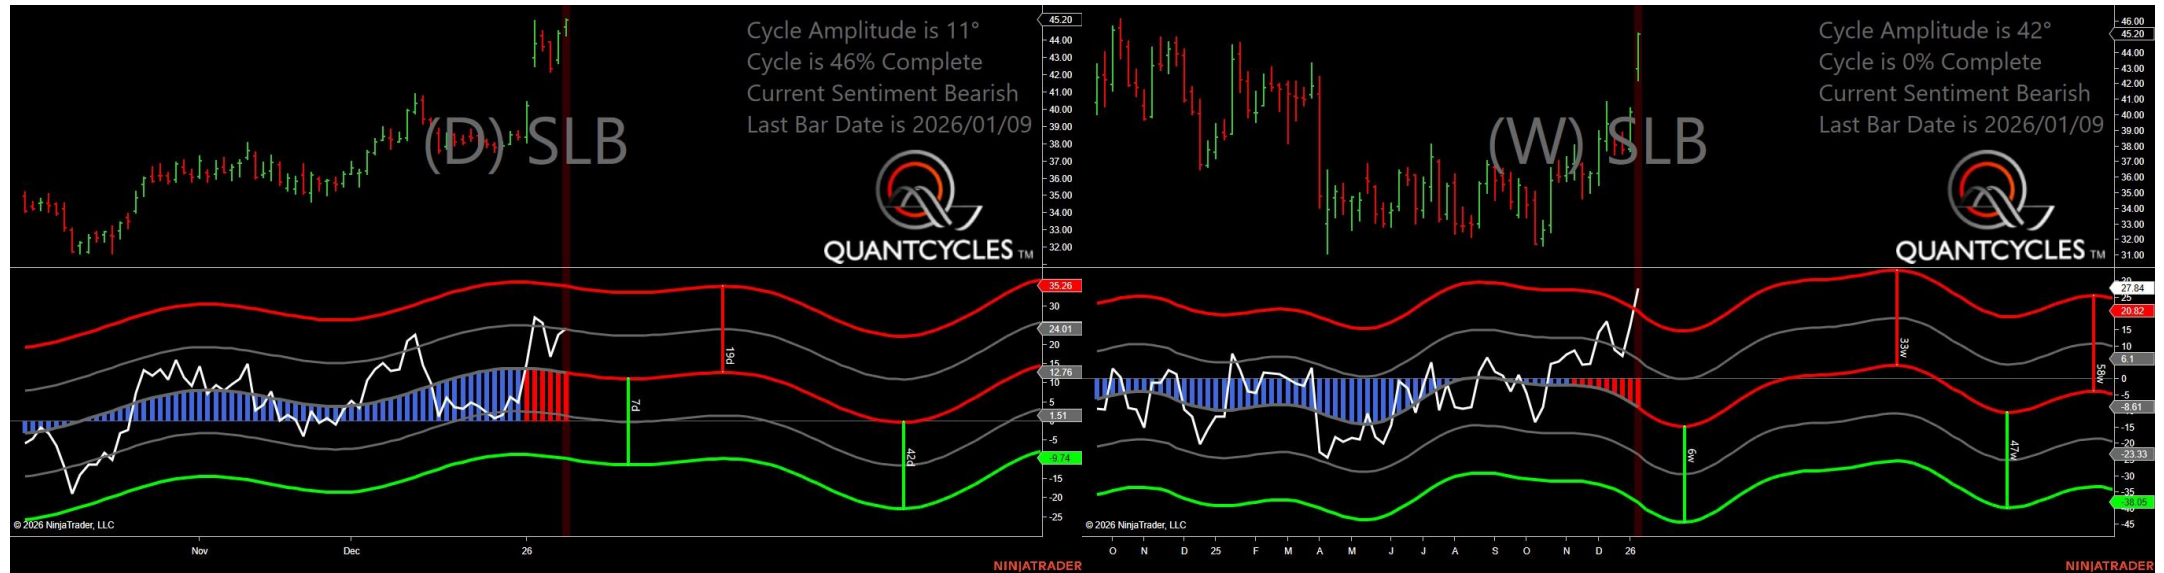 Cycle Amplitude is 11°
Cycle is 46% Complete
Current Sentiment Bearish
Last Bar Date is 2026/01/09
(D) SLB
QUANTCYCLES TM
45.20
44.00
43.00
42.00
41.00
40.00
39.00
38.00
37.00
36.00
35.00
34.00
33.00
32.00
35.26
30
24.01
20
15
12.76
10
5
1.51
-5
-9.74
-15
-20
-25
19d
7d
42d
© 2026 NinjaTrader, LLC
Nov
Dec
26
NINJATRADER
Cycle Amplitude is 42°
Cycle is 0% Complete
Current Sentiment Bearish
Last Bar Date is 2026/01/09
(W) SLB
QUANTCYCLES TM
46.00
45.20
44.00
43.00
42.00
41.00
40.00
39.00
38.00
37.00
36.00
35.00
34.00
33.00
32.00
31.00
27.84
25
20.82
15
10
6.1
0
-5
-8.61
-15
-20
-23.33
-30
-35
-38.05
-45
33w
58w
6w
47w
© 2026 NinjaTrader, LLC
O N D 25 F M A M J J A S O N D 26
NINJATRADER